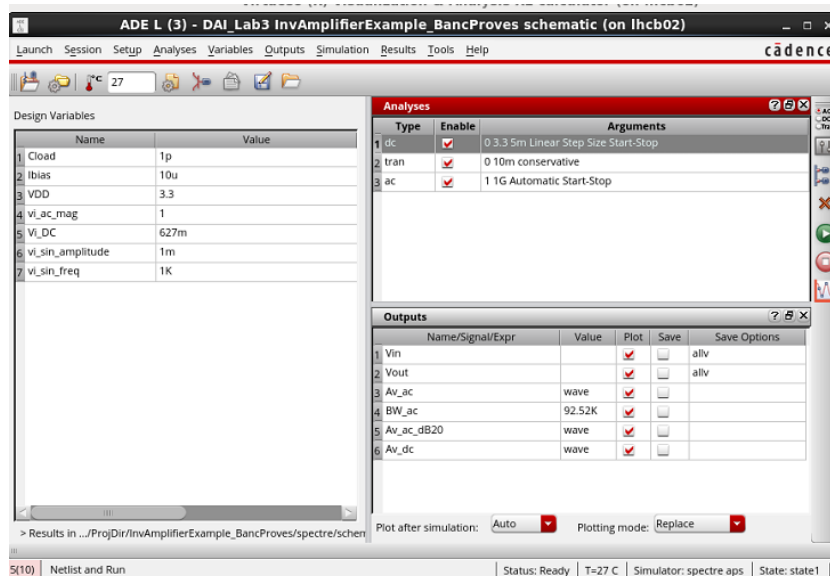 ADE L (3) - DAI_Lab3 InvAmplifierExample_BancProves schematic (on lhcb02)
Launch Session Setup Analyses Variables Outputs Simulation Results Tools Help
cādence
°C 27
Design Variables
Name Value
1 Cload 1p
2 Ibias 10u
3 VDD 3.3
4 vi_ac_mag 1
5 Vi_DC 627m
6 vi_sin_amplitude 1m
7 vi_sin_freq 1K
> Results in .../ProjDir/InvAmplifierExample_BancProves/spectre/schem
Analyses
Type Enable Arguments
1 dc 0 3.3 5m Linear Step Size Start-Stop
2 tran 0 10m conservative
3 ac 1 1G Automatic Start-Stop
AC
DC
Outputs
Name/Signal/Expr Value Plot Save Save Options
1 Vin allv
2 Vout allv
3 Av_ac wave
4 BW_ac 92.52K
5 Av_ac_dB20 wave
6 Av_dc wave
Plot after simulation: Auto Plotting mode: Replace
5(10) Netlist and Run
Status: Ready T=27 C Simulator: spectre aps State: state1